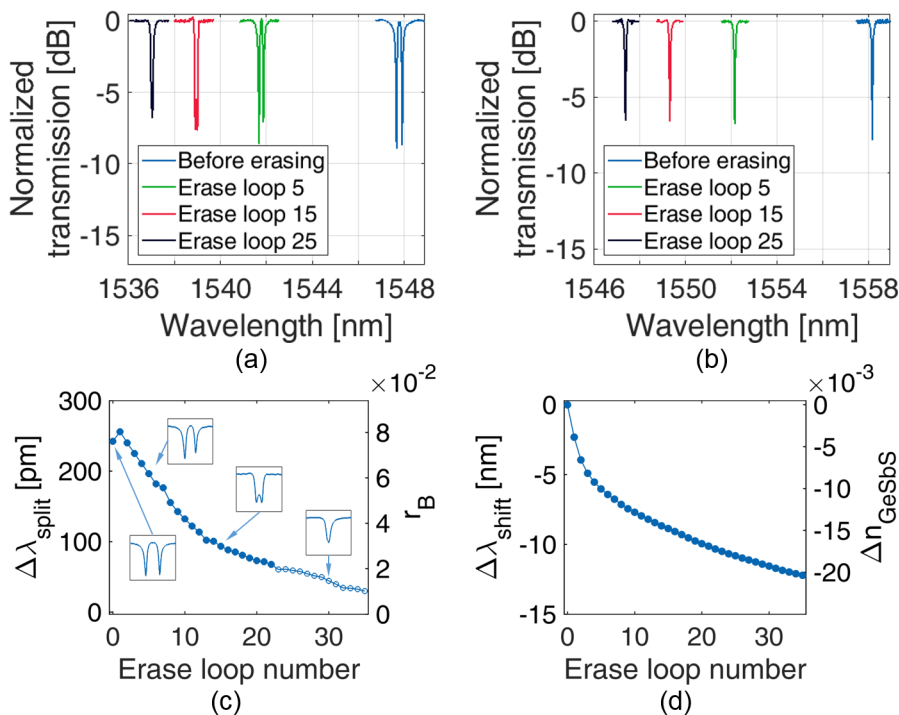 Normalized
transmission [dB]
0
-5
-10
-15
Before erasing
Erase loop 5
Erase loop 15
Erase loop 25
1536
1540
1544
1548
Wavelength [nm]
(a)
Normalized
transmission [dB]
0
-5
-10
-15
Before erasing
Erase loop 5
Erase loop 15
Erase loop 25
1546
1550
1554
1558
Wavelength [nm]
(b)
Δλsplit [pm]
300
200
100
0
×10-2
8
6
4
2
0
rB
0
10
20
30
Erase loop number
(c)
Δλshift [nm]
0
-5
-10
-15
×10-3
0
-5
-10
-15
-20
ΔnGeSbS
0
10
20
30
Erase loop number
(d)